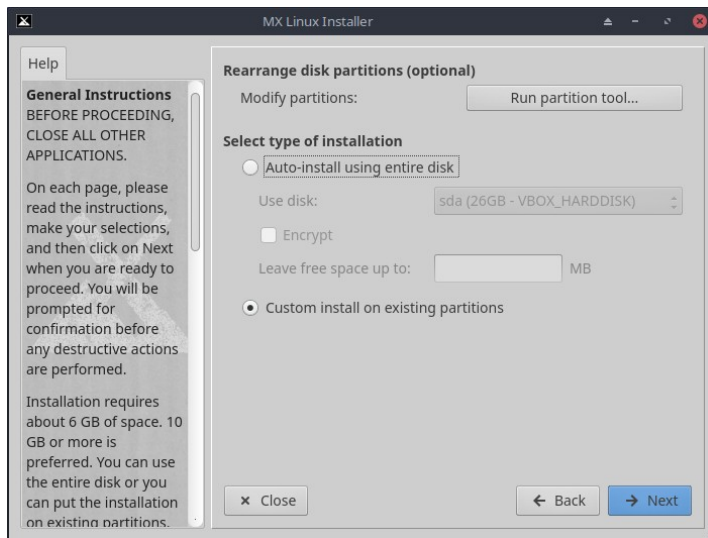 MX Linux Installer
Help
General Instructions
BEFORE PROCEEDING,
CLOSE ALL OTHER
APPLICATIONS.
On each page, please
read the instructions,
make your selections,
and then click on Next
when you are ready to
proceed. You will be
prompted for
confirmation before
any destructive actions
are performed.
Installation requires
about 6 GB of space. 10
GB or more is
preferred. You can use
the entire disk or you
can put the installation
on existing partitions.
Rearrange disk partitions (optional)
Modify partitions: Run partition tool...
Select type of installation
Auto-install using entire disk
Use disk: sda (26GB - VBOX_HARDDISK)
Encrypt
Leave free space up to: MB
Custom install on existing partitions
Close Back Next